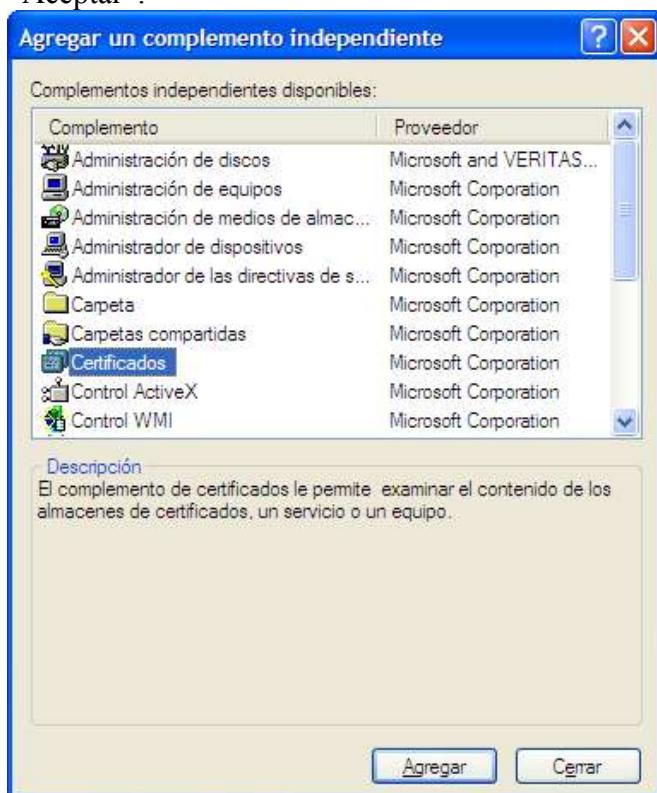 "Aceptar".
Agregar un complemento independiente
Complementos independientes disponibles:
Complemento Proveedor
Administración de discos Microsoft and VERITAS...
Administración de equipos Microsoft Corporation
Administración de medios de almac... Microsoft Corporation
Administrador de dispositivos Microsoft Corporation
Administrador de las directivas de s... Microsoft Corporation
Carpeta Microsoft Corporation
Carpetas compartidas Microsoft Corporation
Certificados Microsoft Corporation
Control ActiveX Microsoft Corporation
Control WMI Microsoft Corporation
Descripción
El complemento de certificados le permite examinar el contenido de los
almacenes de certificados, un servicio o un equipo.
Agregar Cerrar